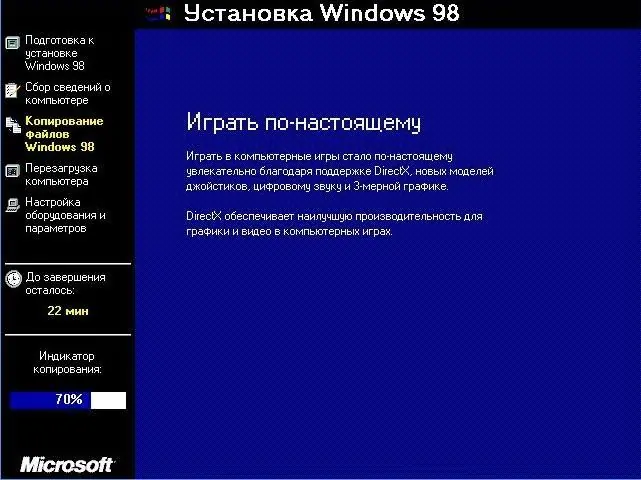 Установка Windows 98
Подготовка к
установке
Windows 98
Сбор сведений о
компьютере
Копирование
файлов
Windows 98
Перезагрузка
компьютера
Настройка
оборудования и
параметров
До завершения
осталось:
22 мин
Индикатор
копирования:
70%
Microsoft
Играть по-настоящему
Играть в компьютерные игры стало по-настоящему
увлекательно благодаря поддержке DirectX, новых моделей
джойстиков, цифровому звуку и 3-мерной графике.
DirectX обеспечивает наилучшую производительность для
графики и видео в компьютерных играх.